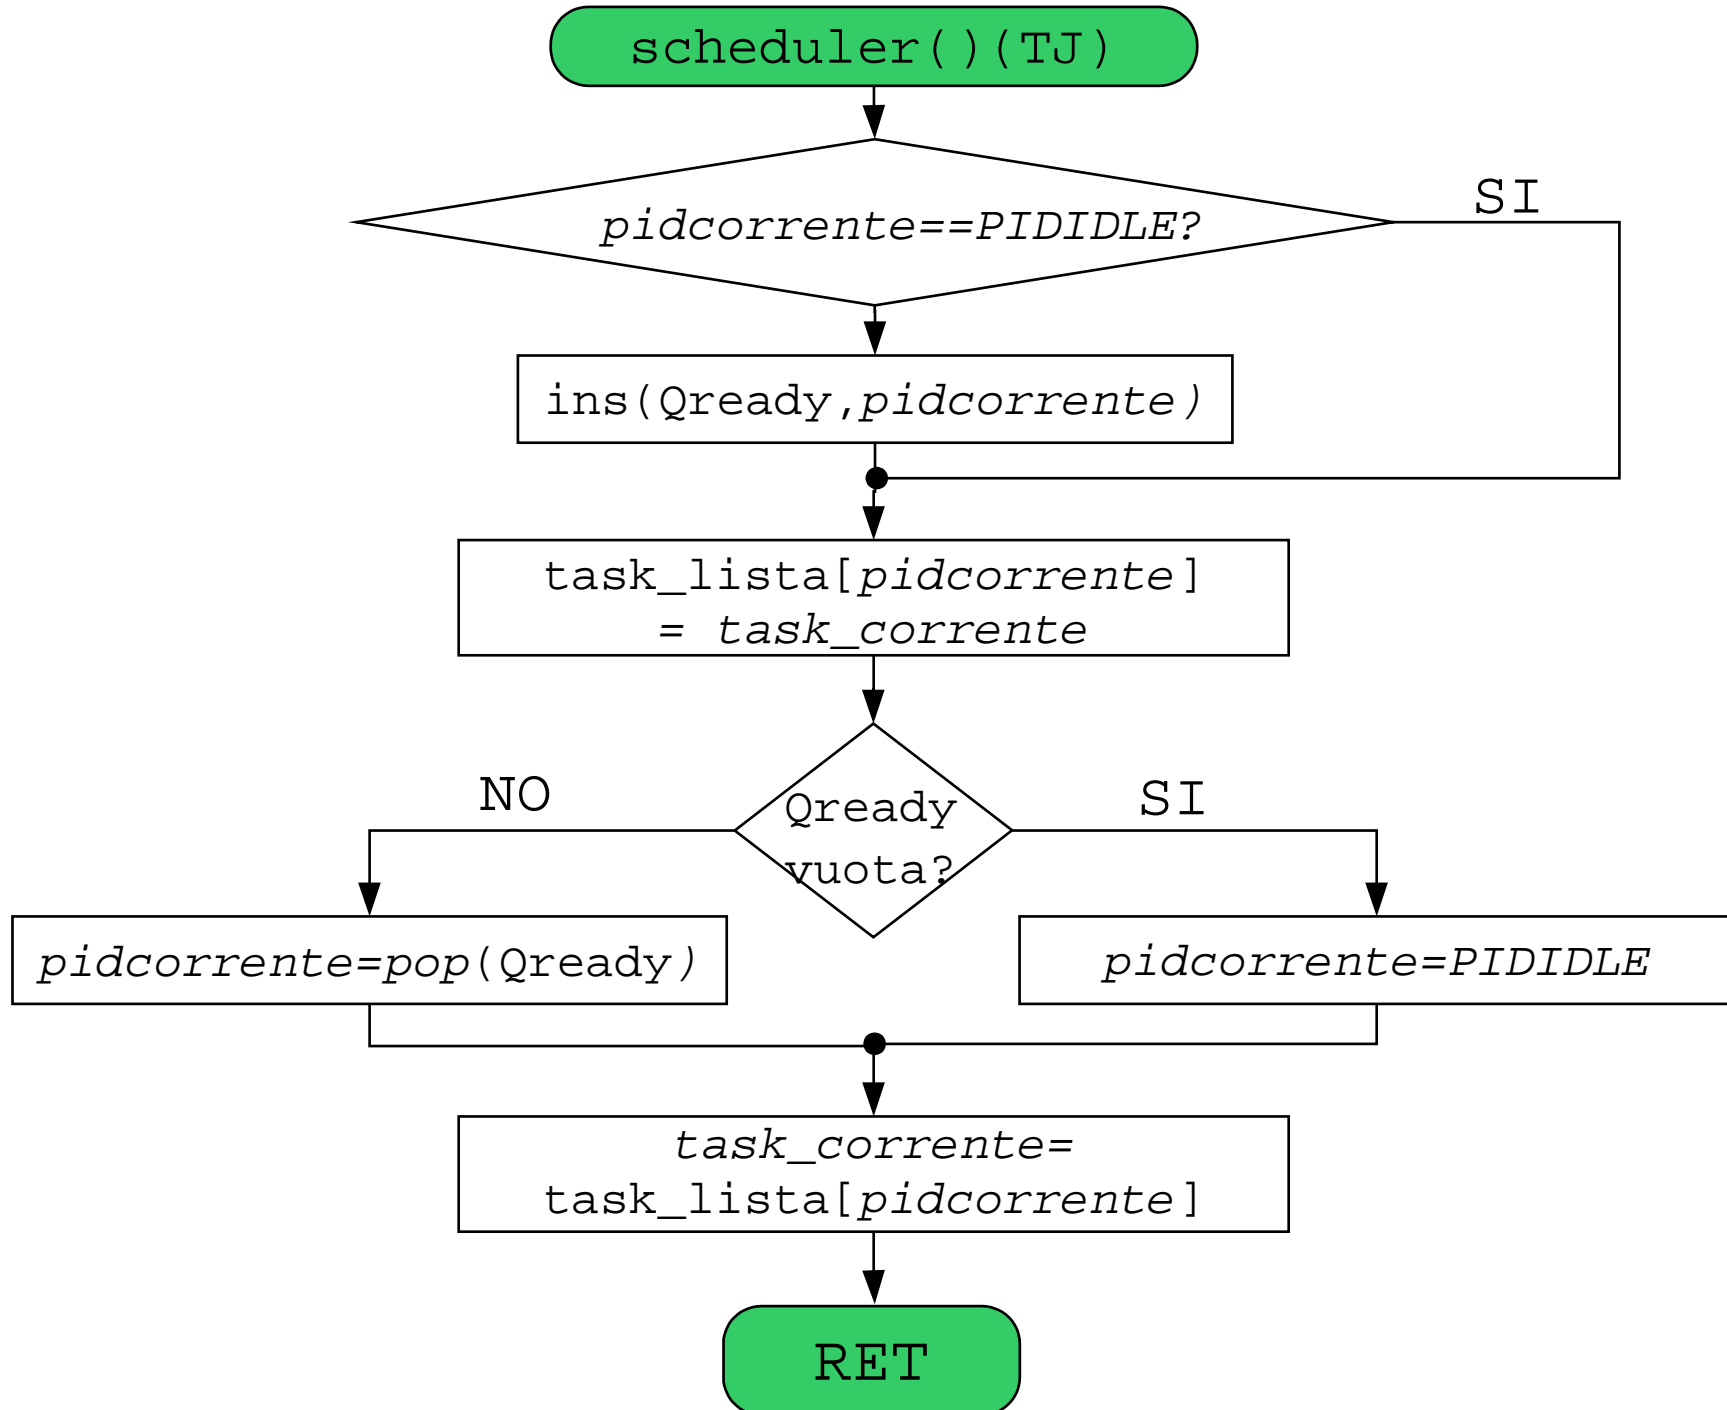 scheduler()(TJ)
SI
pidcorrente==PIDIDLE?
ins(Qready,pidcorrente)
task_lista[pidcorrente]
= task_corrente
NO
SI
Qready
vuota?
pidcorrente=pop(Qready)
pidcorrente=PIDIDLE
task_corrente=
task_lista[pidcorrente]
RET